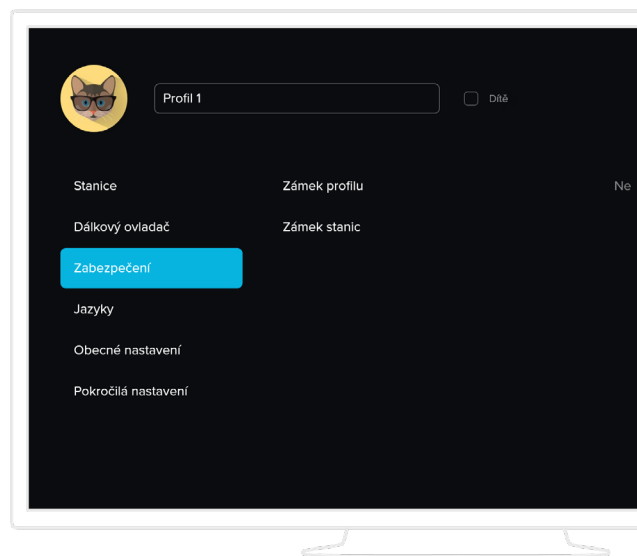 Profil 1
Dítě
Stanice
Zámek profilu
Ne
Dálkový ovladač
Zámek stanic
Zabezpečení
Jazyky
Obecné nastavení
Pokročilá nastavení